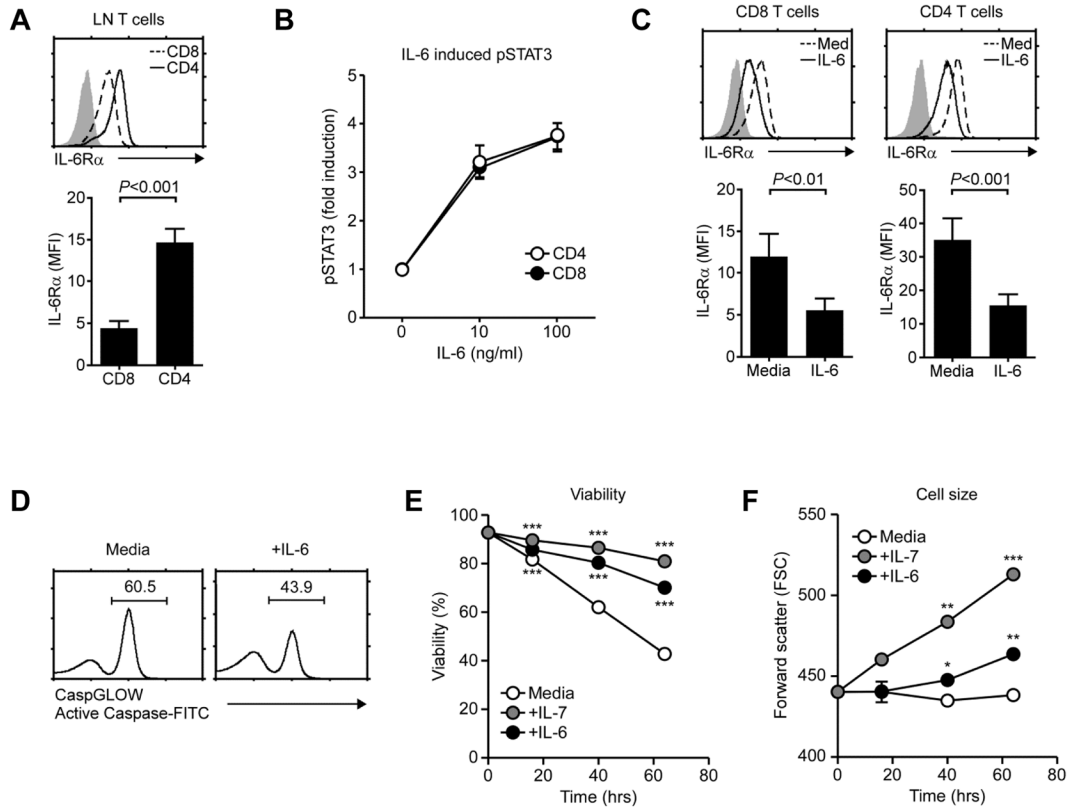 A
LN T cells
CD8
CD4
IL-6Rα
P<0.001
IL-6Rα (MFI)
20
15
10
5
0
CD8 CD4
B
IL-6 induced pSTAT3
pSTAT3 (fold induction)
5
4
3
2
1
0
CD4
CD8
0 10 100
IL-6 (ng/ml)
C
CD8 T cells
Med
IL-6
IL-6Rα
P<0.01
IL-6Rα (MFI)
20
15
10
5
0
Media IL-6
CD4 T cells
Med
IL-6
IL-6Rα
P<0.001
IL-6Rα (MFI)
50
40
30
20
10
0
Media IL-6
D
Media
60.5
+IL-6
43.9
CaspGLOW
Active Caspase-FITC
E
Viability
Viability (%)
100
80
60
40
20
0
*** *** ***
*** *** ***
Media
+IL-7
+IL-6
0 20 40 60 80
Time (hrs)
F
Cell size
Forward scatter (FSC)
550
500
450
400
Media
+IL-7
+IL-6
***
**
**
*
0 20 40 60 80
Time (hrs)